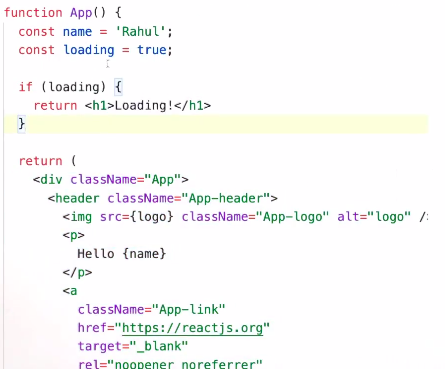 function App() {
  const name = 'Rahul';
  const loading = true;

  if (loading) {
    return <h1>Loading!</h1>
  }

  return (
    <div className="App">
      <header className="App-header">
        <img src={logo} className="App-logo" alt="logo" />
        <p>
          Hello {name}
        </p>
        <a
          className="App-link"
          href="https://reactjs.org"
          target="_blank"
          rel="noopener noreferrer"